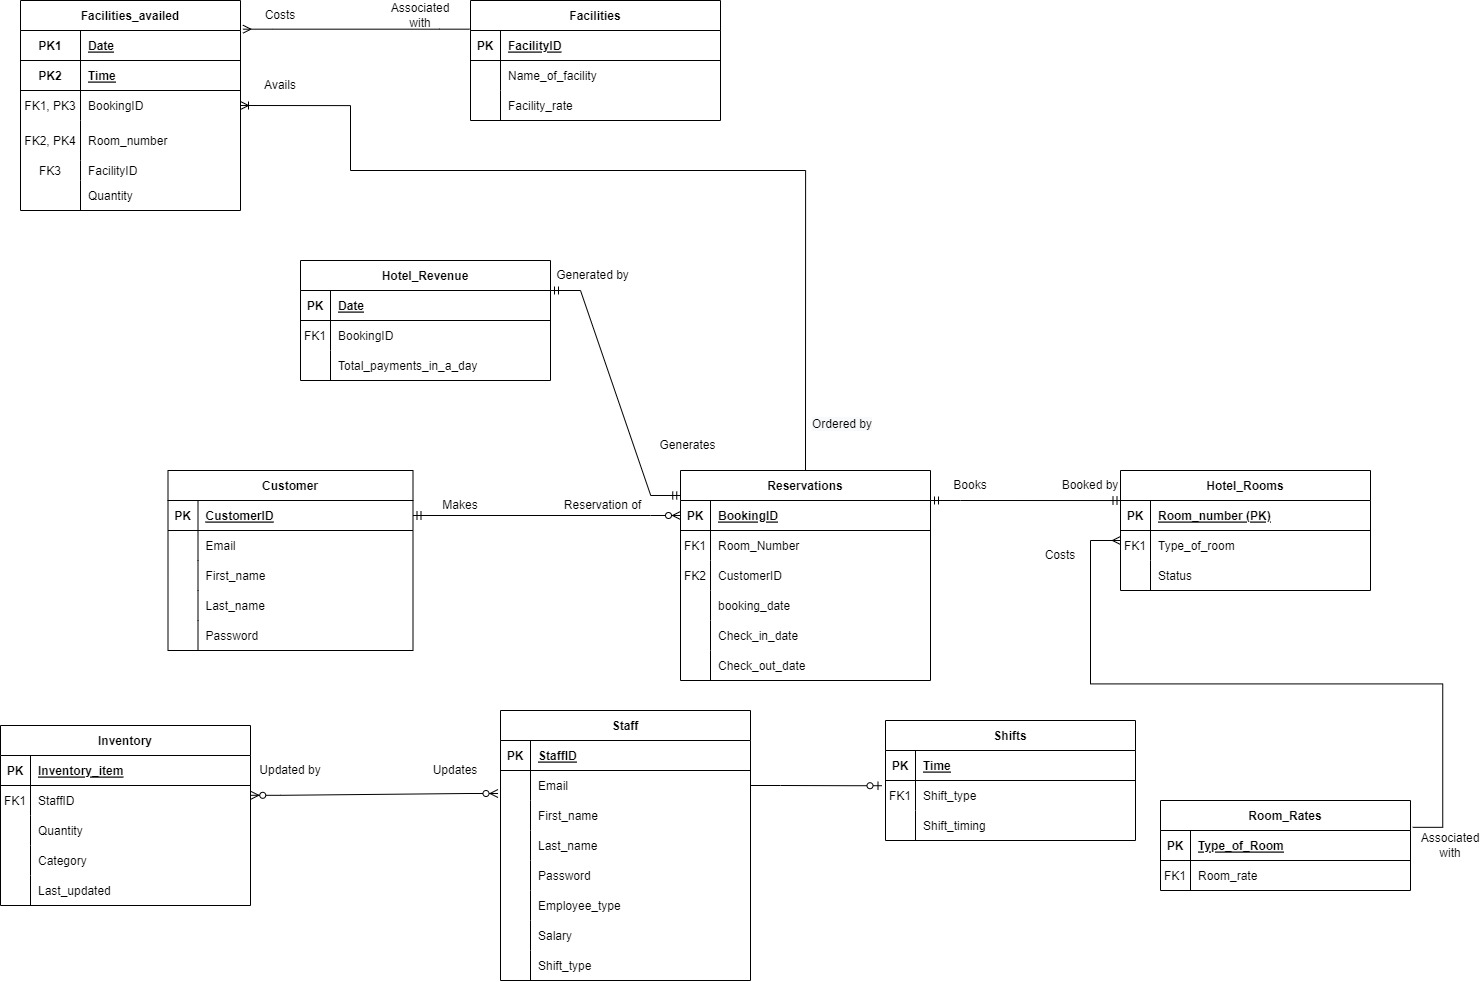 Facilities_availed
PK1 Date
PK2 Time
FK1, PK3 BookingID
FK2, PK4 Room_number
FK3 FacilityID
Quantity
Costs
Associated
with
Avails
Facilities
PK FacilityID
Name_of_facility
Facility_rate
Hotel_Revenue
PK Date
FK1 BookingID
Total_payments_in_a_day
Generated by
Generates
Ordered by
Customer
PK CustomerID
Email
First_name
Last_name
Password
Makes
Reservation of
Reservations
PK BookingID
FK1 Room_Number
FK2 CustomerID
booking_date
Check_in_date
Check_out_date
Books
Booked by
Hotel_Rooms
PK Room_number (PK)
FK1 Type_of_room
Status
Costs
Inventory
PK Inventory_item
FK1 StaffID
Quantity
Category
Last_updated
Updated by
Updates
Staff
PK StaffID
Email
First_name
Last_name
Password
Employee_type
Salary
Shift_type
Shifts
PK Time
FK1 Shift_type
Shift_timing
Room_Rates
PK Type_of_Room
FK1 Room_rate
Associated
with